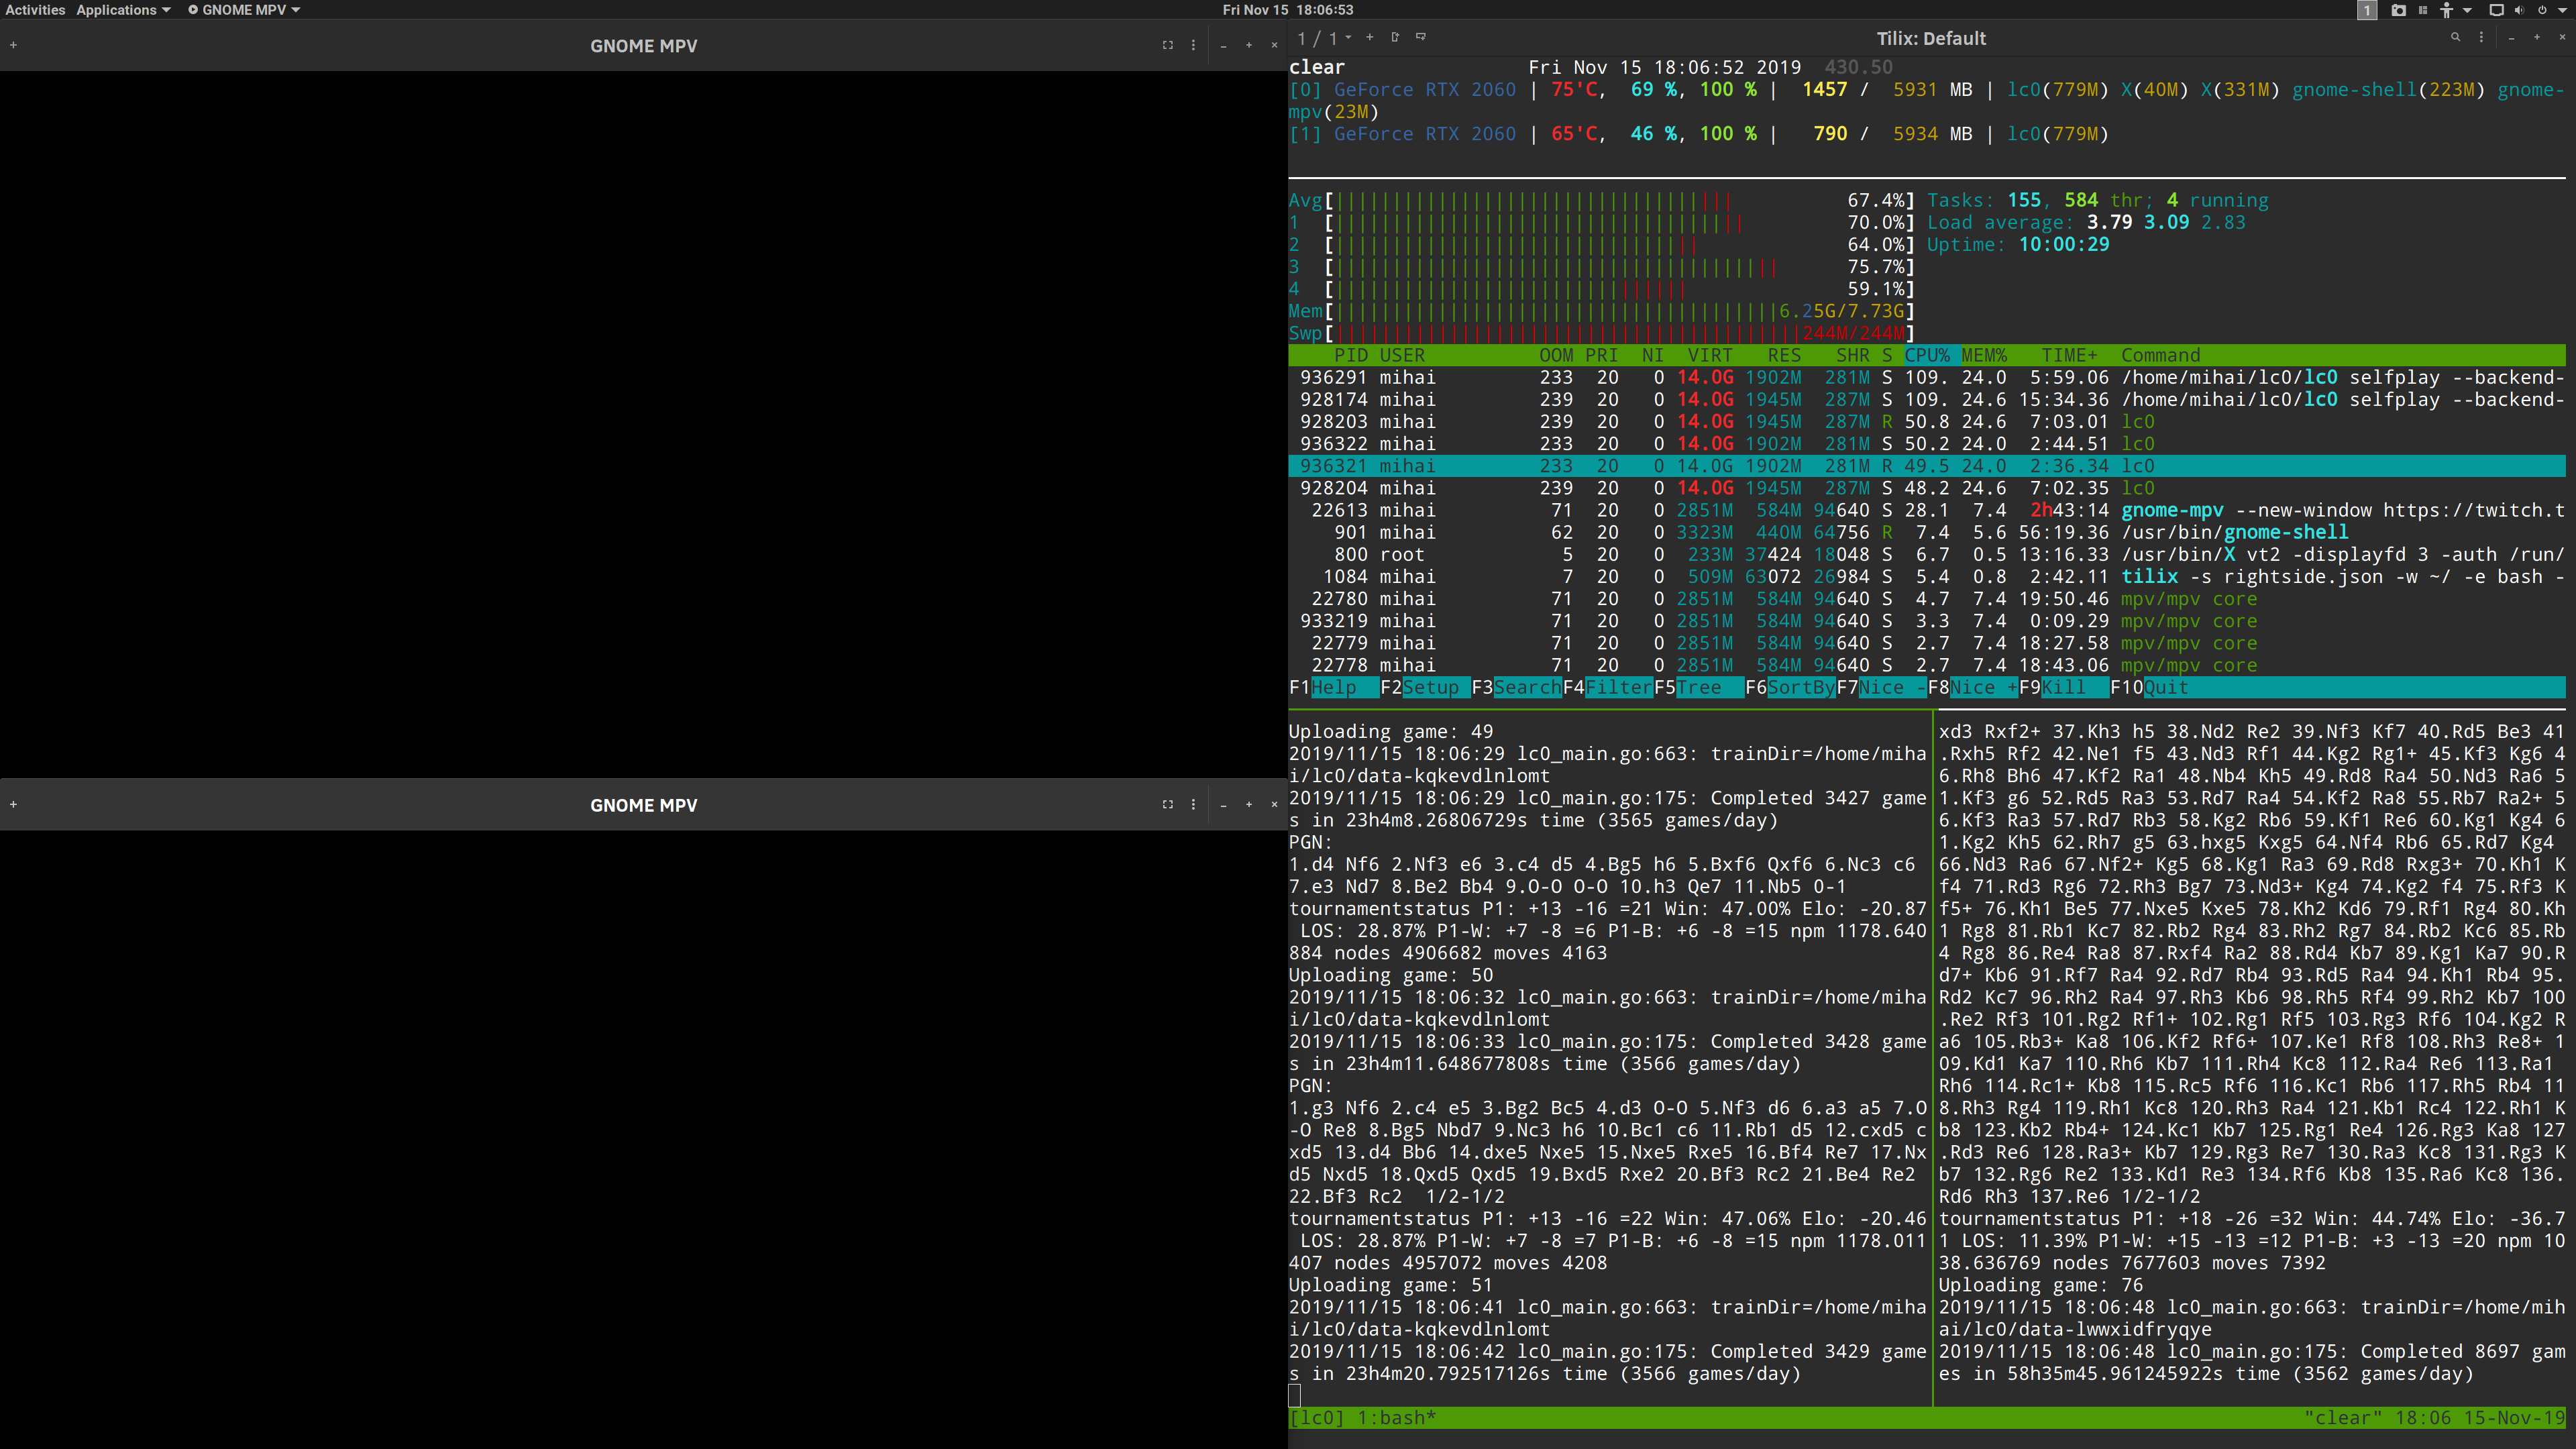 Activities Applications GNOME MPV Fri Nov 15 18:06:53 1
GNOME MPV
GNOME MPV
1 / 1 Tilix: Default
clear Fri Nov 15 18:06:52 2019 430.50
[0] GeForce RTX 2060 | 75'C, 69 %, 100 % | 1457 / 5931 MB | lc0(779M) X(40M) X(331M) gnome-shell(223M) gnome-
mpv(23M)
[1] GeForce RTX 2060 | 65'C, 46 %, 100 % | 790 / 5934 MB | lc0(779M)
Avg[ 67.4%] Tasks: 155, 584 thr; 4 running
1 [ 70.0%] Load average: 3.79 3.09 2.83
2 [ 64.0%] Uptime: 10:00:29
3 [ 75.7%]
4 [ 59.1%]
Mem[ 6.25G/7.73G]
Swp[ 244M/244M]
PID USER OOM PRI NI VIRT RES SHR S CPU% MEM% TIME+ Command
936291 mihai 233 20 0 14.0G 1902M 281M S 109. 24.0 5:59.06 /home/mihai/lc0/lc0 selfplay --backend-
928174 mihai 239 20 0 14.0G 1945M 287M S 109. 24.6 15:34.36 /home/mihai/lc0/lc0 selfplay --backend-
928203 mihai 239 20 0 14.0G 1945M 287M R 50.8 24.6 7:03.01 lc0
936322 mihai 233 20 0 14.0G 1902M 281M S 50.2 24.0 2:44.51 lc0
936321 mihai 233 20 0 14.0G 1902M 281M R 49.5 24.0 2:36.34 lc0
928204 mihai 239 20 0 14.0G 1945M 287M S 48.2 24.6 7:02.35 lc0
22613 mihai 71 20 0 2851M 584M 94640 S 28.1 7.4 2h43:14 gnome-mpv --new-window https://twitch.t
901 mihai 62 20 0 3323M 440M 64756 R 7.4 5.6 56:19.36 /usr/bin/gnome-shell
800 root 5 20 0 233M 37424 18048 S 6.7 0.5 13:16.33 /usr/bin/X vt2 -displayfd 3 -auth /run/
1084 mihai 7 20 0 509M 63072 26984 S 5.4 0.8 2:42.11 tilix -s rightside.json -w ~/ -e bash -
22780 mihai 71 20 0 2851M 584M 94640 S 4.7 7.4 19:50.46 mpv/mpv core
933219 mihai 71 20 0 2851M 584M 94640 S 3.3 7.4 0:09.29 mpv/mpv core
22779 mihai 71 20 0 2851M 584M 94640 S 2.7 7.4 18:27.58 mpv/mpv core
22778 mihai 71 20 0 2851M 584M 94640 S 2.7 7.4 18:43.06 mpv/mpv core
F1Help F2Setup F3SearchF4FilterF5Tree F6SortByF7Nice -F8Nice +F9Kill F10Quit
Uploading game: 49
2019/11/15 18:06:29 lc0_main.go:663: trainDir=/home/miha
i/lc0/data-kqkevdlnlomt
2019/11/15 18:06:29 lc0_main.go:175: Completed 3427 game
s in 23h4m8.26806729s time (3565 games/day)
PGN:
1.d4 Nf6 2.Nf3 e6 3.c4 d5 4.Bg5 h6 5.Bxf6 Qxf6 6.Nc3 c6
7.e3 Nd7 8.Be2 Bb4 9.O-O O-O 10.h3 Qe7 11.Nb5 0-1
tournamentstatus P1: +13 -16 =21 Win: 47.00% Elo: -20.87
LOS: 28.87% P1-W: +7 -8 =6 P1-B: +6 -8 =15 npm 1178.640
884 nodes 4906682 moves 4163
Uploading game: 50
2019/11/15 18:06:32 lc0_main.go:663: trainDir=/home/miha
i/lc0/data-kqkevdlnlomt
2019/11/15 18:06:33 lc0_main.go:175: Completed 3428 game
s in 23h4m11.648677808s time (3566 games/day)
PGN:
1.g3 Nf6 2.c4 e5 3.Bg2 Bc5 4.d3 O-O 5.Nf3 d6 6.a3 a5 7.O
-O Re8 8.Bg5 Nbd7 9.Nc3 h6 10.Bc1 c6 11.Rb1 d5 12.cxd5 c
xd5 13.d4 Bb6 14.dxe5 Nxe5 15.Nxe5 Rxe5 16.Bf4 Re7 17.Nx
d5 Nxd5 18.Qxd5 Qxd5 19.Bxd5 Rxe2 20.Bf3 Rc2 21.Be4 Re2
22.Bf3 Rc2 1/2-1/2
tournamentstatus P1: +13 -16 =22 Win: 47.06% Elo: -20.46
LOS: 28.87% P1-W: +7 -8 =7 P1-B: +6 -8 =15 npm 1178.011
407 nodes 4957072 moves 4208
Uploading game: 51
2019/11/15 18:06:41 lc0_main.go:663: trainDir=/home/miha
i/lc0/data-kqkevdlnlomt
2019/11/15 18:06:42 lc0_main.go:175: Completed 3429 game
s in 23h4m20.792517126s time (3566 games/day)
xd3 Rxf2+ 37.Kh3 h5 38.Nd2 Re2 39.Nf3 Kf7 40.Rd5 Be3 41
.Rxh5 Rf2 42.Ne1 f5 43.Nd3 Rf1 44.Kg2 Rg1+ 45.Kf3 Kg6 4
6.Rh8 Bh6 47.Kf2 Ra1 48.Nb4 Kh5 49.Rd8 Ra4 50.Nd3 Ra6 5
1.Kf3 g6 52.Rd5 Ra3 53.Rd7 Ra4 54.Kf2 Ra8 55.Rb7 Ra2+ 5
6.Kf3 Ra3 57.Rd7 Rb3 58.Kg2 Rb6 59.Kf1 Re6 60.Kg1 Kg4 6
1.Kg2 Kh5 62.Rh7 g5 63.hxg5 Kxg5 64.Nf4 Rb6 65.Rd7 Kg4
66.Nd3 Ra6 67.Nf2+ Kg5 68.Kg1 Ra3 69.Rd8 Rxg3+ 70.Kh1 K
f4 71.Rd3 Rg6 72.Rh3 Bg7 73.Nd3+ Kg4 74.Kg2 f4 75.Rf3 K
f5+ 76.Kh1 Be5 77.Nxe5 Kxe5 78.Kh2 Kd6 79.Rf1 Rg4 80.Kh
1 Rg8 81.Rb1 Kc7 82.Rb2 Rg4 83.Rh2 Rg7 84.Rb2 Kc6 85.Rb
4 Rg8 86.Re4 Ra8 87.Rxf4 Ra2 88.Rd4 Kb7 89.Kg1 Ka7 90.R
d7+ Kb6 91.Rf7 Ra4 92.Rd7 Rb4 93.Rd5 Ra4 94.Kh1 Rb4 95.
Rd2 Kc7 96.Rh2 Ra4 97.Rh3 Kb6 98.Rh5 Rf4 99.Rh2 Kb7 100
.Re2 Rf3 101.Rg2 Rf1+ 102.Rg1 Rf5 103.Rg3 Rf6 104.Kg2 R
a6 105.Rb3+ Ka8 106.Kf2 Rf6+ 107.Ke1 Rf8 108.Rh3 Re8+ 1
09.Kd1 Ka7 110.Rh6 Kb7 111.Rh4 Kc8 112.Ra4 Re6 113.Ra1
Rh6 114.Rc1+ Kb8 115.Rc5 Rf6 116.Kc1 Rb6 117.Rh5 Rb4 11
8.Rh3 Rg4 119.Rh1 Kc8 120.Rh3 Ra4 121.Kb1 Rc4 122.Rh1 K
b8 123.Kb2 Rb4+ 124.Kc1 Kb7 125.Rg1 Re4 126.Rg3 Ka8 127
.Rd3 Re6 128.Ra3+ Kb7 129.Rg3 Re7 130.Ra3 Kc8 131.Rg3 K
b7 132.Rg6 Re2 133.Kd1 Re3 134.Rf6 Kb8 135.Ra6 Kc8 136.
Rd6 Rh3 137.Re6 1/2-1/2
tournamentstatus P1: +18 -26 =32 Win: 44.74% Elo: -36.7
1 LOS: 11.39% P1-W: +15 -13 =12 P1-B: +3 -13 =20 npm 10
38.636769 nodes 7677603 moves 7392
Uploading game: 76
2019/11/15 18:06:48 lc0_main.go:663: trainDir=/home/mih
ai/lc0/data-lwwxidfryqye
2019/11/15 18:06:48 lc0_main.go:175: Completed 8697 gam
es in 58h35m45.961245922s time (3562 games/day)
[lc0] 1:bash* "clear" 18:06 15-Nov-19